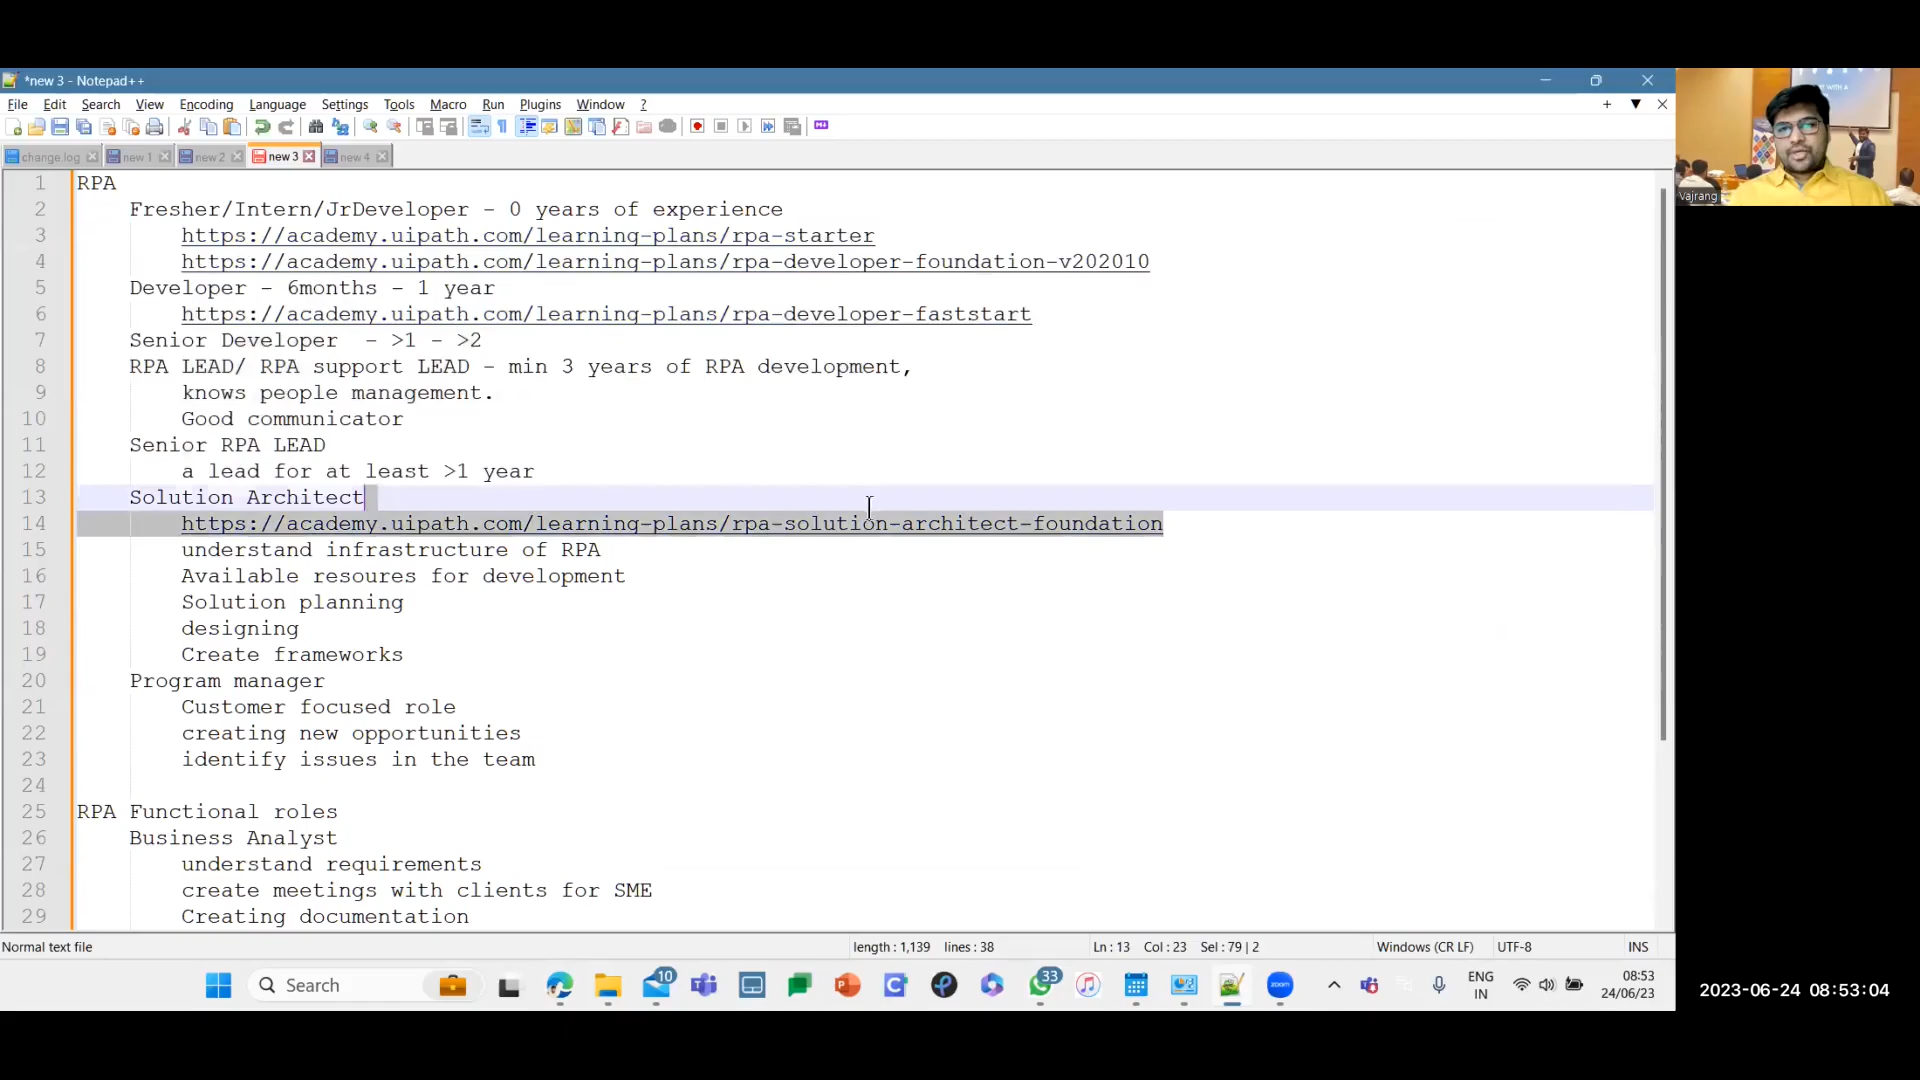 *new 3 - Notepad++
File Edit Search View Encoding Language Settings Tools Macro Run Plugins Window ?
change.log new 1 new 2 new 3 new 4
1 RPA
2 Fresher/Intern/JrDeveloper - 0 years of experience
3 https://academy.uipath.com/learning-plans/rpa-starter
4 https://academy.uipath.com/learning-plans/rpa-developer-foundation-v202010
5 Developer - 6months - 1 year
6 https://academy.uipath.com/learning-plans/rpa-developer-faststart
7 Senior Developer - >1 - >2
8 RPA LEAD/ RPA support LEAD - min 3 years of RPA development,
9 knows people management.
10 Good communicator
11 Senior RPA LEAD
12 a lead for at least >1 year
13 Solution Architect
14 https://academy.uipath.com/learning-plans/rpa-solution-architect-foundation
15 understand infrastructure of RPA
16 Available resoures for development
17 Solution planning
18 designing
19 Create frameworks
20 Program manager
21 Customer focused role
22 creating new opportunities
23 identify issues in the team
24
25 RPA Functional roles
26 Business Analyst
27 understand requirements
28 create meetings with clients for SME
29 Creating documentation
Normal text file length : 1,139 lines : 38 Ln : 13 Col : 23 Sel : 79 | 2 Windows (CR LF) UTF-8 INS
Search 10 33 zoom ENG IN 08:53 24/06/23
Vajrang
2023-06-24 08:53:04